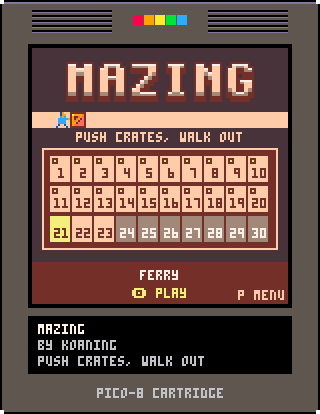 MAZING
PUSH CRATES, WALK OUT
1 2 3 4 5 6 7 8 9 10
11 12 13 14 15 16 17 18 19 20
21 22 23 24 25 26 27 28 29 30
FERRY
PLAY
P MENU
MAZING
BY KOANING
PUSH CRATES, WALK OUT
PICO-8 CARTRIDGE